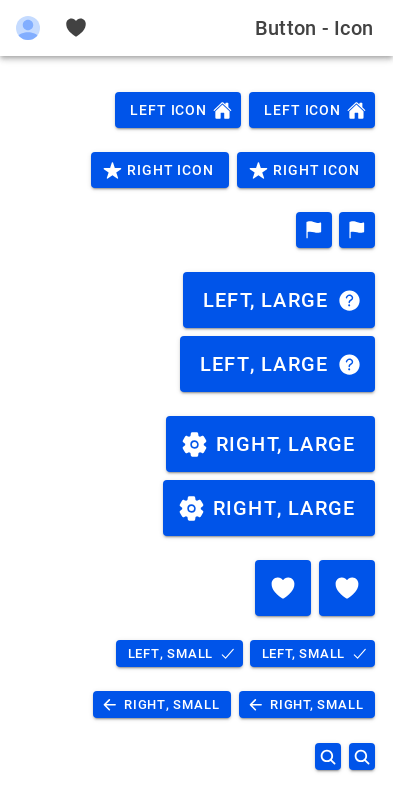 Button - Icon
LEFT ICON LEFT ICON
RIGHT ICON RIGHT ICON
LEFT, LARGE
LEFT, LARGE
RIGHT, LARGE
RIGHT, LARGE
LEFT, SMALL LEFT, SMALL
RIGHT, SMALL RIGHT, SMALL